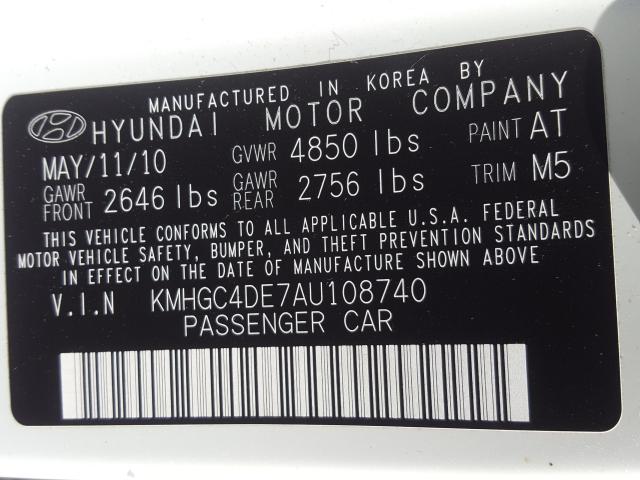 MANUFACTURED IN KOREA BY
HYUNDAI MOTOR COMPANY
MAY/11/10 GVWR 4850 lbs PAINT AT
GAWR FRONT 2646 lbs GAWR REAR 2756 lbs TRIM M5
THIS VEHICLE CONFORMS TO ALL APPLICABLE U.S.A. FEDERAL
MOTOR VEHICLE SAFETY, BUMPER, AND THEFT PREVENTION STANDARDS
IN EFFECT ON THE DATE OF MANUFACTURE SHOWN ABOVE
V.I.N KMHGC4DE7AU108740
PASSENGER CAR